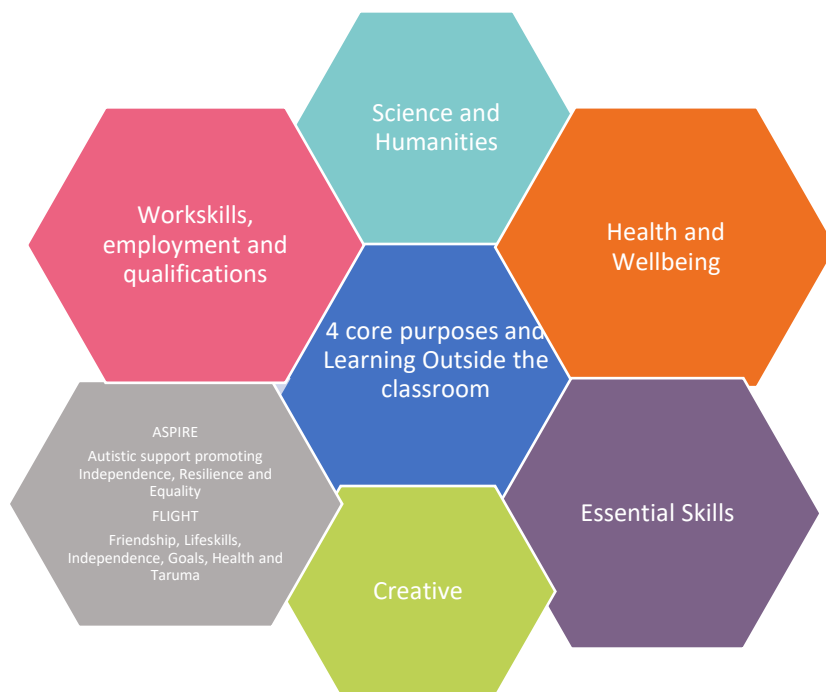 Science and
Humanities
Workskills,
employment and
qualifications
Health and
Wellbeing
4 core purposes and
Learning Outside the
classroom
ASPIRE
Autistic support promoting
Independence, Resilience and
Equality
FLIGHT
Friendship, Lifeskills,
Independence, Goals, Health and
Taruma
Essential Skills
Creative